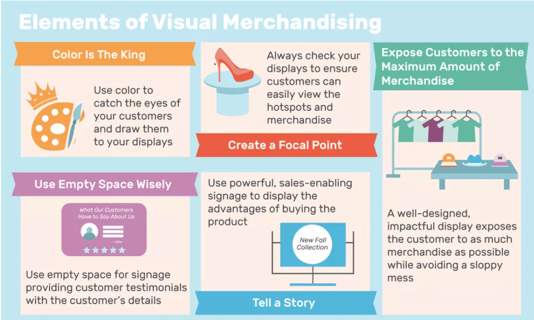 Elements of Visual Merchandising
Color Is The King
Use color to
catch the eyes of
your customers
and draw them
to your displays
Always check your
displays to ensure
customers can
easily view the
hotspots and
merchandise
Create a Focal Point
Expose Customers to the
Maximum Amount of
Merchandise
A well-designed,
impactful display exposes
the customer to as much
merchandise as possible
while avoiding a sloppy
mess
Use Empty Space Wisely
What Our Customers
Have to Say About Us
Use empty space for signage
providing customer testimonials
with the customer's details
Use powerful, sales-enabling
signage to display the
advantages of buying the
product
New Fall
Collection
Tell a Story